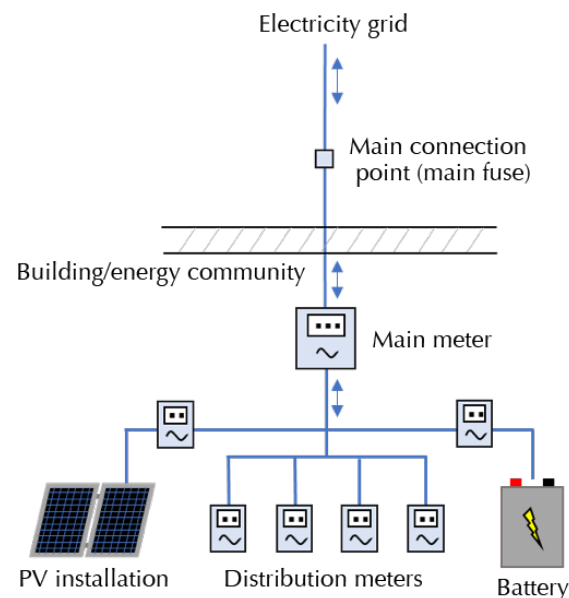 Electricity grid
Main connection
point (main fuse)
Building/energy community
Main meter
PV installation
Distribution meters
Battery